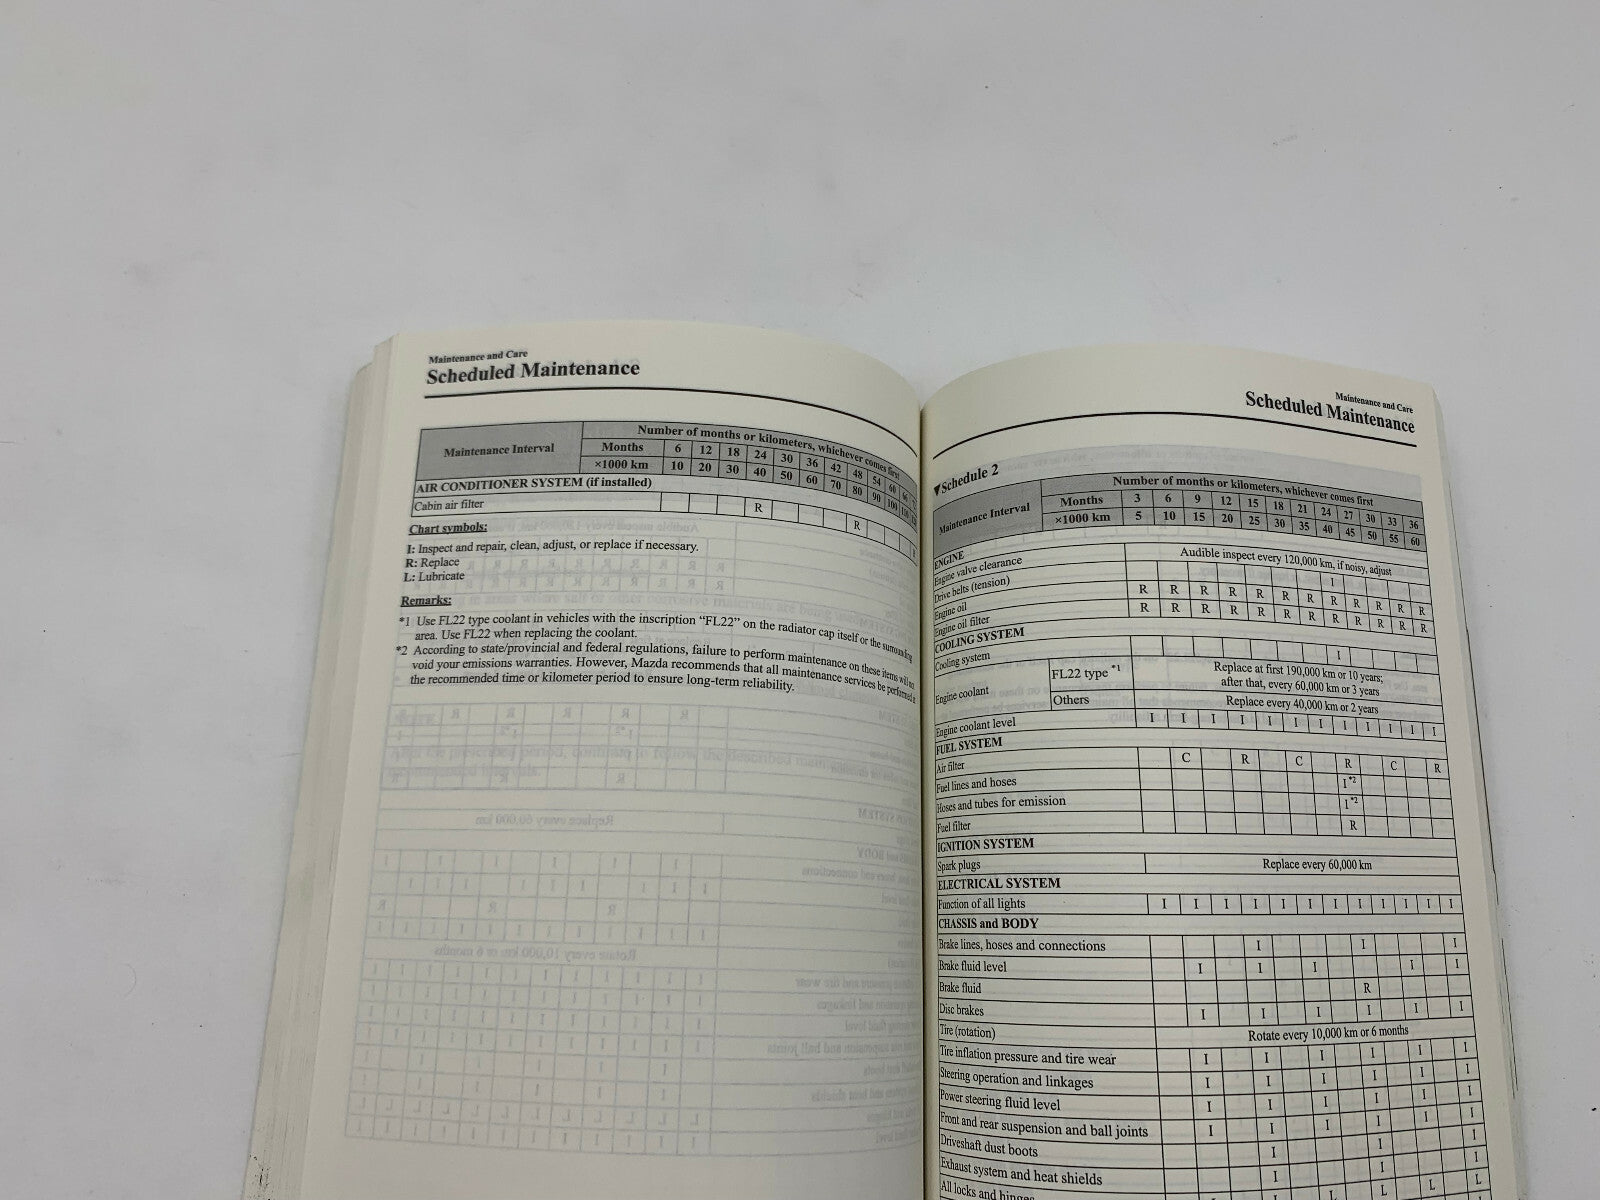 Maintenance and Care
Scheduled Maintenance
Maintenance Interval
Number of months or kilometers, whichever comes first
Months 6 12 18 24 30 36 42 48 54 60 66
×1000 km 10 20 30 40 50 60 70 80 90 100 110
AIR CONDITIONER SYSTEM (if installed)
Cabin air filter R R R
Chart symbols:
I: Inspect and repair, clean, adjust, or replace if necessary.
R: Replace
L: Lubricate
Remarks:
*1 Use FL22 type coolant in vehicles with the inscription “FL22” on the radiator cap itself or the surrounding
area. Use FL22 when replacing the coolant.
*2 According to state/provincial and federal regulations, failure to perform maintenance on these items will not
void your emissions warranties. However, Mazda recommends that all maintenance services be performed at
the recommended time or kilometer period to ensure long-term reliability.
Maintenance and Care
Scheduled Maintenance
▼Schedule 2
Maintenance Interval
Number of months or kilometers, whichever comes first
Months 3 6 9 12 15 18 21 24 27 30 33 36
×1000 km 5 10 15 20 25 30 35 40 45 50 55 60
ENGINE
Engine valve clearance Audible inspect every 120,000 km, if noisy, adjust
Drive belts (tension) I
Engine oil R R R R R R R R R R R R
Engine oil filter R R R R R R R R R R R R
COOLING SYSTEM
Cooling system I
Engine coolant
FL22 type *1 Replace at first 190,000 km or 10 years;
after that, every 60,000 km or 3 years
Others Replace every 40,000 km or 2 years
Engine coolant level I I I I I I I I I I I I
FUEL SYSTEM
Air filter C R C R C R
Fuel lines and hoses I*2
Hoses and tubes for emission I*2
Fuel filter R
IGNITION SYSTEM
Spark plugs Replace every 60,000 km
ELECTRICAL SYSTEM
Function of all lights I I I I I I I I I I I I
CHASSIS and BODY
Brake lines, hoses and connections I I I
Brake fluid level I I I I I
Brake fluid R
Disc brakes I I I I I I
Tire (rotation) Rotate every 10,000 km or 6 months
Tire inflation pressure and tire wear I I I I I I
Steering operation and linkages I I I I I I
Power steering fluid level I I I I I I
Front and rear suspension and ball joints I I I I I I
Driveshaft dust boots I I I
Exhaust system and heat shields I I I
All locks and hinges L L L